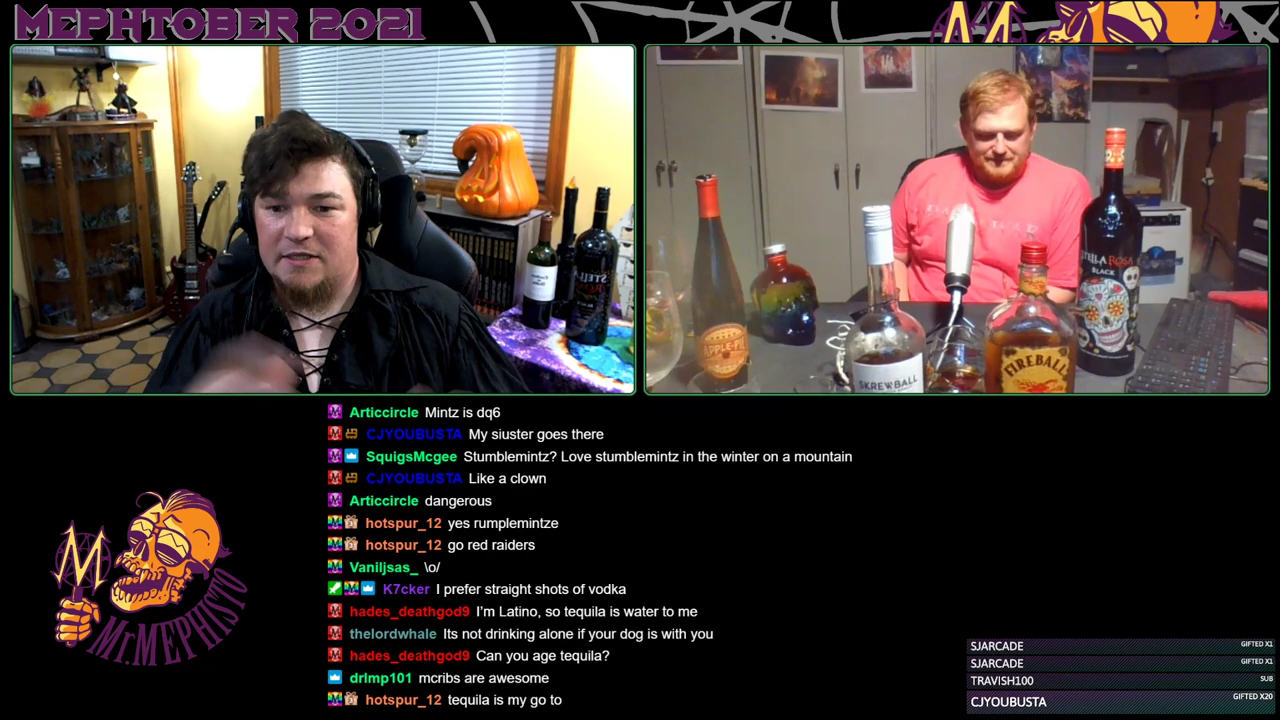 MEPHTOBER 2021
STELLA
APPLE-PIE
SKREWBALL
FIREBALL
STELLA ROSA
BLACK
Articcircle Mintz is dq6
CJYOUBUSTA My siuster goes there
SquigsMcgee Stumblemintz? Love stumblemintz in the winter on a mountain
CJYOUBUSTA Like a clown
Articcircle dangerous
hotspur_12 yes rumplemintze
hotspur_12 go red raiders
Vaniljsas_ \o/
K7cker I prefer straight shots of vodka
hades_deathgod9 I'm Latino, so tequila is water to me
thelordwhale Its not drinking alone if your dog is with you
hades_deathgod9 Can you age tequila?
drlmp101 mcribs are awesome
hotspur_12 tequila is my go to
M
Mr.MEPHISTO
SJARCADE GIFTED X1
SJARCADE GIFTED X1
TRAVISH100 SUB
CJYOUBUSTA GIFTED X20